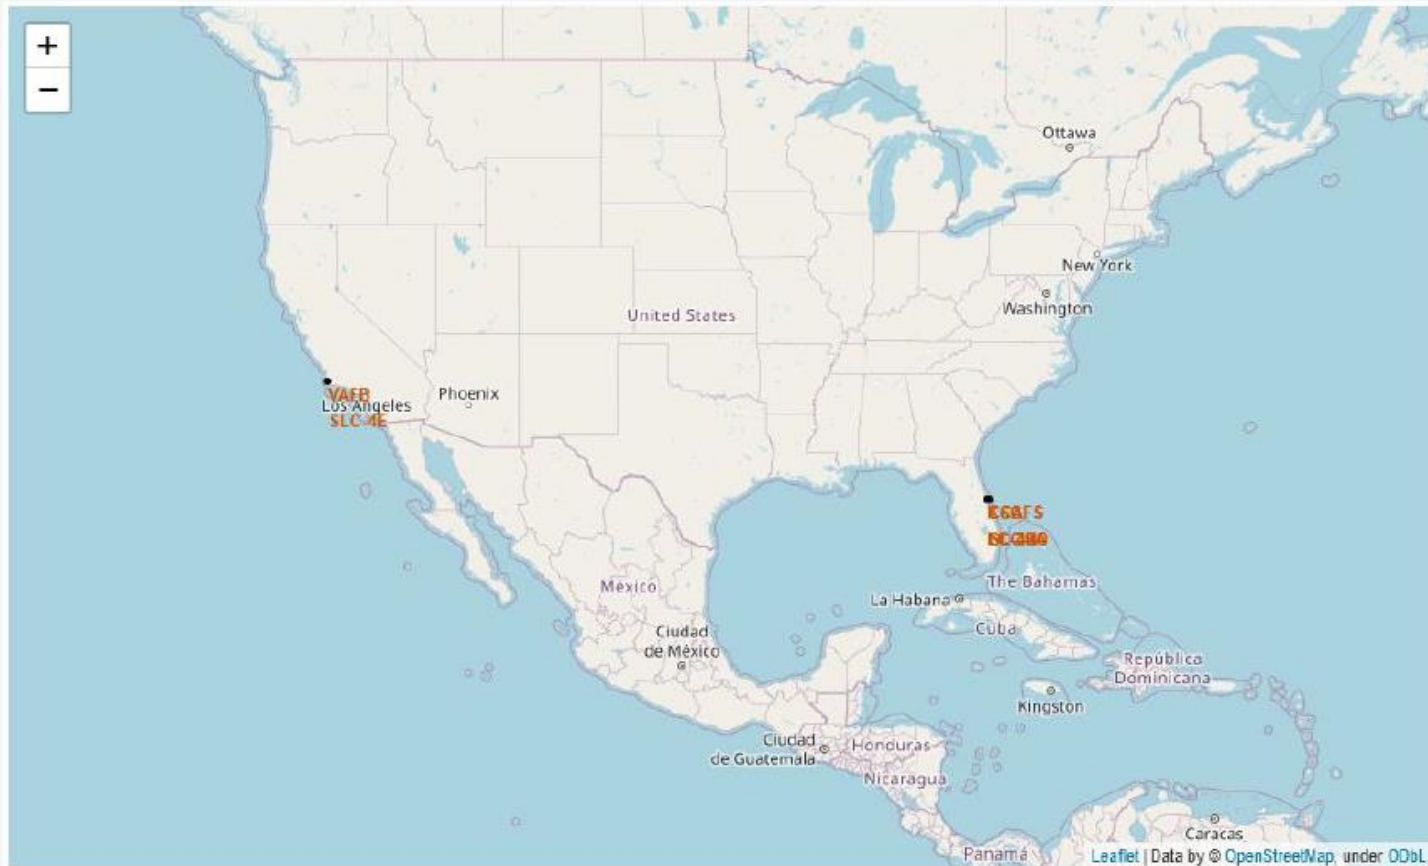 +
−
Ottawa
New York
Washington
United States
VAFB
Los Angeles
SLC-4E
Phoenix
México
Ciudad
de México
The Bahamas
La Habana
Cuba
República
Dominicana
Kingston
Ciudad
de Guatemala
Honduras
Nicaragua
Caracas
Panamá
Leaflet | Data by © OpenStreetMap, under ODbL.